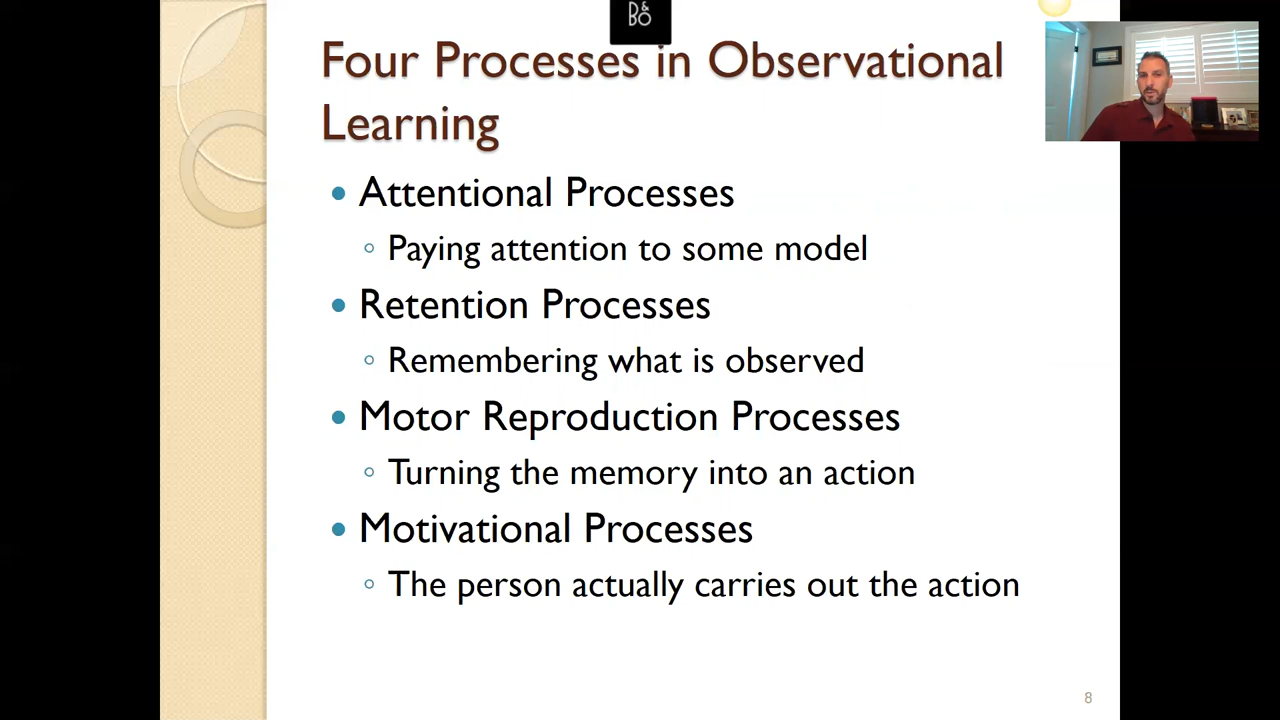 B&O
Four Processes in Observational
Learning
• Attentional Processes
◦ Paying attention to some model
• Retention Processes
◦ Remembering what is observed
• Motor Reproduction Processes
◦ Turning the memory into an action
• Motivational Processes
◦ The person actually carries out the action
8